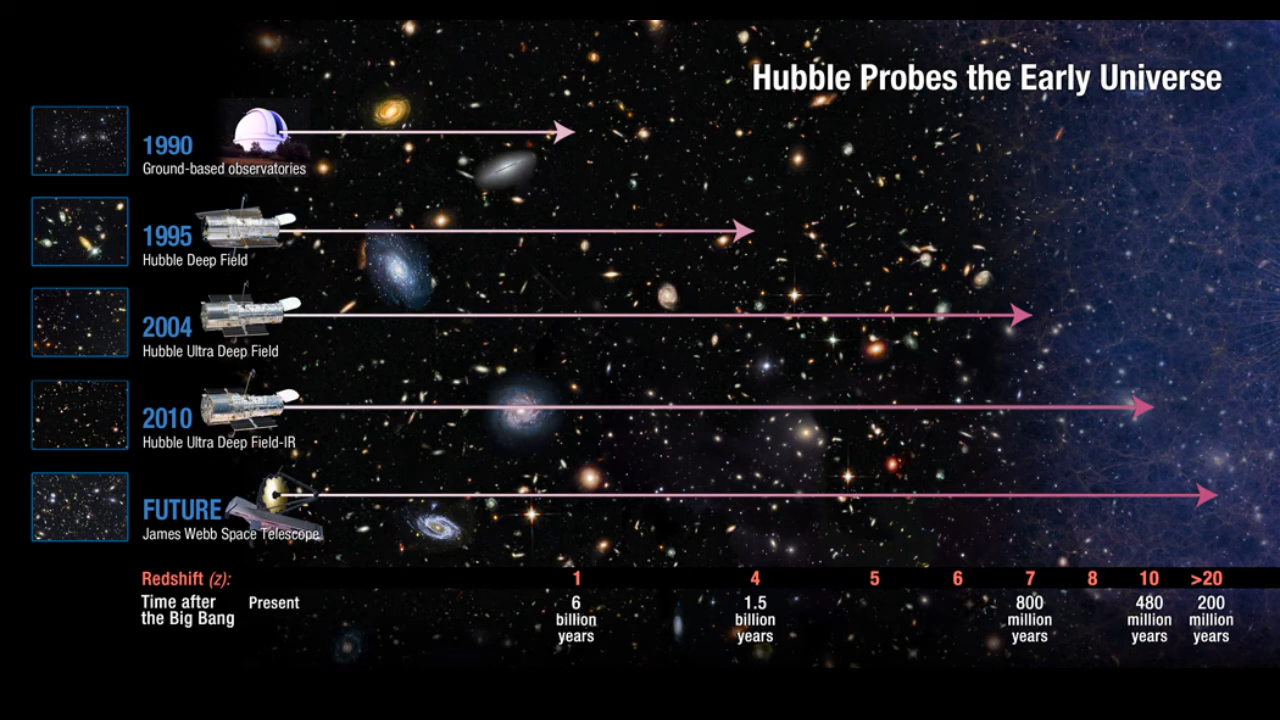 Hubble Probes the Early Universe
1990
Ground-based observatories
1995
Hubble Deep Field
2004
Hubble Ultra Deep Field
2010
Hubble Ultra Deep Field-IR
FUTURE
James Webb Space Telescope
Redshift (z): 1 4 5 6 7 8 10 >20
Time after
the Big Bang
Present
6
billion
years
1.5
billion
years
800
million
years
480
million
years
200
million
years